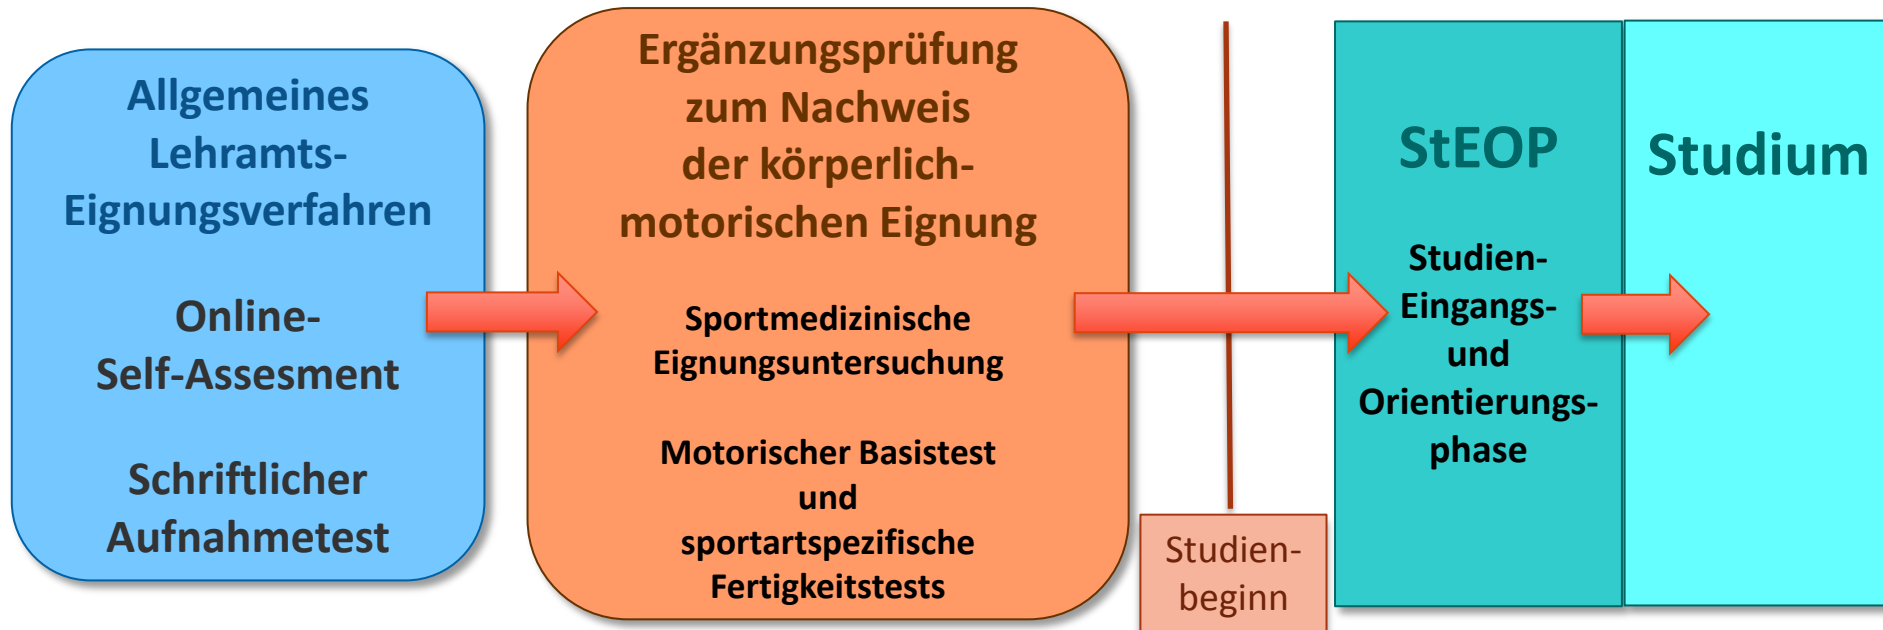 Allgemeines
Lehramts-
Eignungsverfahren
Online-
Self-Assesment
Schriftlicher
Aufnahmetest
Ergänzungsprüfung
zum Nachweis
der körperlich-
motorischen Eignung
Sportmedizinische
Eignungsuntersuchung
Motorischer Basistest
und
sportartspezifische
Fertigkeitstests
Studien-
beginn
StEOP
Studien-
Eingangs-
und
Orientierungs-
phase
Studium